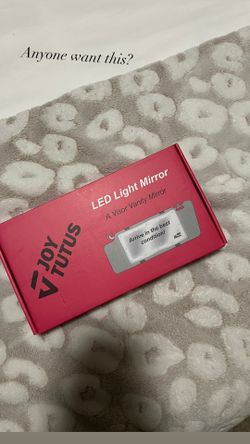 Anyone want this?
LED Light Mirror
A Visor Vanity Mirror
Arrive in the best
condition!
JOY
TUTUS